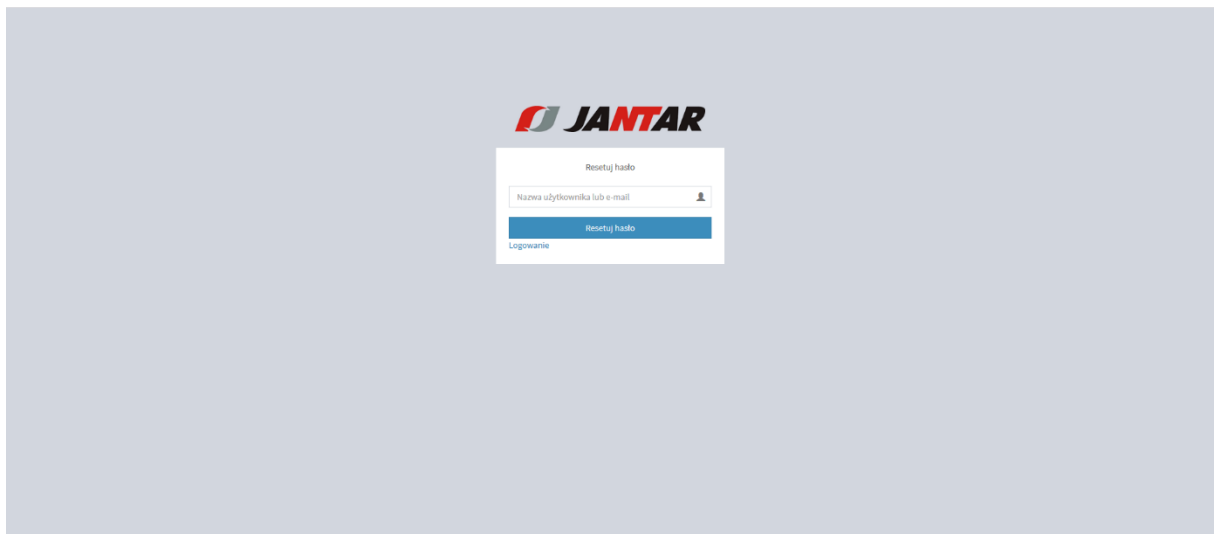 JANTAR
Resetuj hasło
Nazwa użytkownika lub e-mail
Resetuj hasło
Logowanie